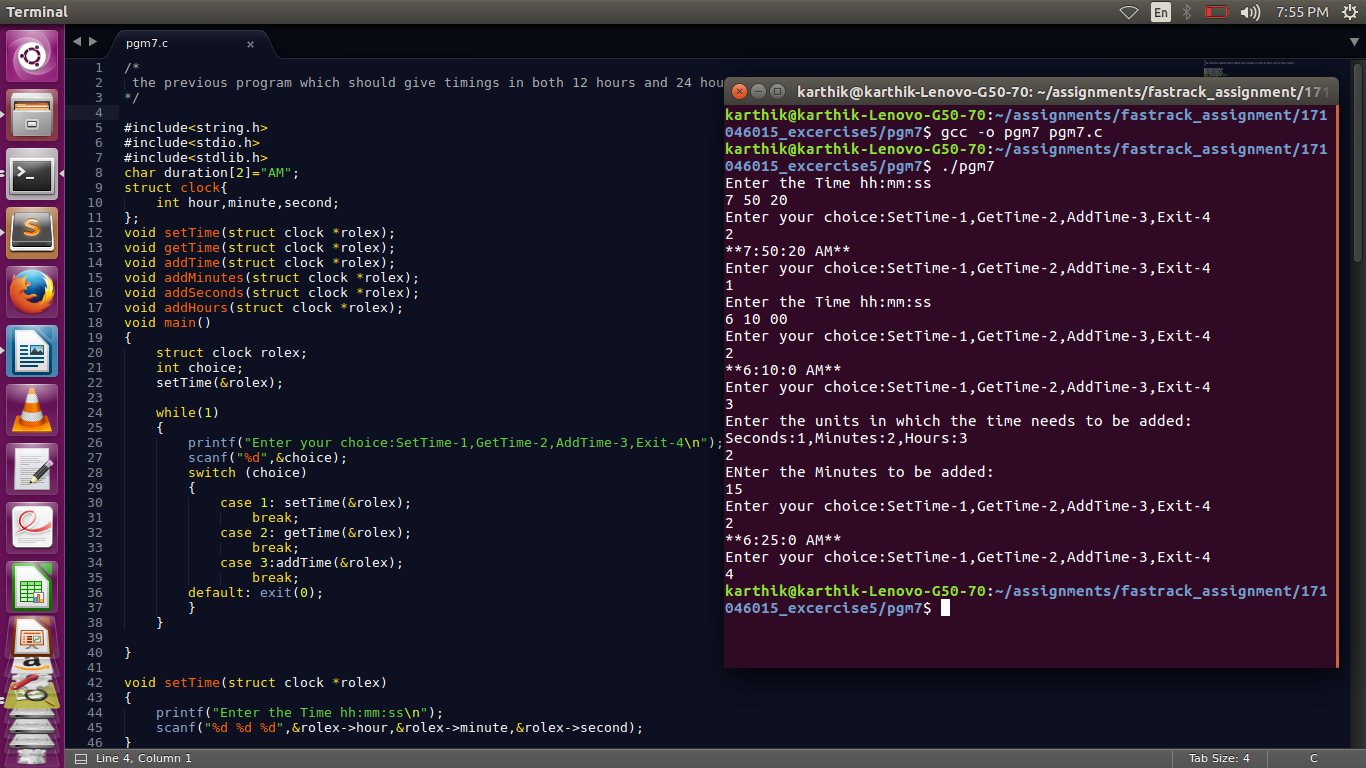 Terminal
En
7:55 PM
pgm7.c
1 /*
2 the previous program which should give timings in both 12 hours and 24 hou
3 */
4
5 #include<string.h>
6 #include<stdio.h>
7 #include<stdlib.h>
8 char duration[2]="AM";
9 struct clock{
10 int hour,minute,second;
11 };
12 void setTime(struct clock *rolex);
13 void getTime(struct clock *rolex);
14 void addTime(struct clock *rolex);
15 void addMinutes(struct clock *rolex);
16 void addSeconds(struct clock *rolex);
17 void addHours(struct clock *rolex);
18 void main()
19 {
20 struct clock rolex;
21 int choice;
22 setTime(&rolex);
23
24 while(1)
25 {
26 printf("Enter your choice:SetTime-1,GetTime-2,AddTime-3,Exit-4\n");
27 scanf("%d",&choice);
28 switch (choice)
29 {
30 case 1: setTime(&rolex);
31 break;
32 case 2: getTime(&rolex);
33 break;
34 case 3:addTime(&rolex);
35 break;
36 default: exit(0);
37 }
38 }
39
40 }
41
42 void setTime(struct clock *rolex)
43 {
44 printf("Enter the Time hh:mm:ss\n");
45 scanf("%d %d %d",&rolex->hour,&rolex->minute,&rolex->second);
46 }
karthik@karthik-Lenovo-G50-70: ~/assignments/fastrack_assignment/171
karthik@karthik-Lenovo-G50-70:~/assignments/fastrack_assignment/171
046015_excercise5/pgm7$ gcc -o pgm7 pgm7.c
karthik@karthik-Lenovo-G50-70:~/assignments/fastrack_assignment/171
046015_excercise5/pgm7$ ./pgm7
Enter the Time hh:mm:ss
7 50 20
Enter your choice:SetTime-1,GetTime-2,AddTime-3,Exit-4
2
**7:50:20 AM**
Enter your choice:SetTime-1,GetTime-2,AddTime-3,Exit-4
1
Enter the Time hh:mm:ss
6 10 00
Enter your choice:SetTime-1,GetTime-2,AddTime-3,Exit-4
2
**6:10:0 AM**
Enter your choice:SetTime-1,GetTime-2,AddTime-3,Exit-4
3
Enter the units in which the time needs to be added:
Seconds:1,Minutes:2,Hours:3
2
ENter the Minutes to be added:
15
Enter your choice:SetTime-1,GetTime-2,AddTime-3,Exit-4
2
**6:25:0 AM**
Enter your choice:SetTime-1,GetTime-2,AddTime-3,Exit-4
4
karthik@karthik-Lenovo-G50-70:~/assignments/fastrack_assignment/171
046015_excercise5/pgm7$
Line 4, Column 1
Tab Size: 4
C